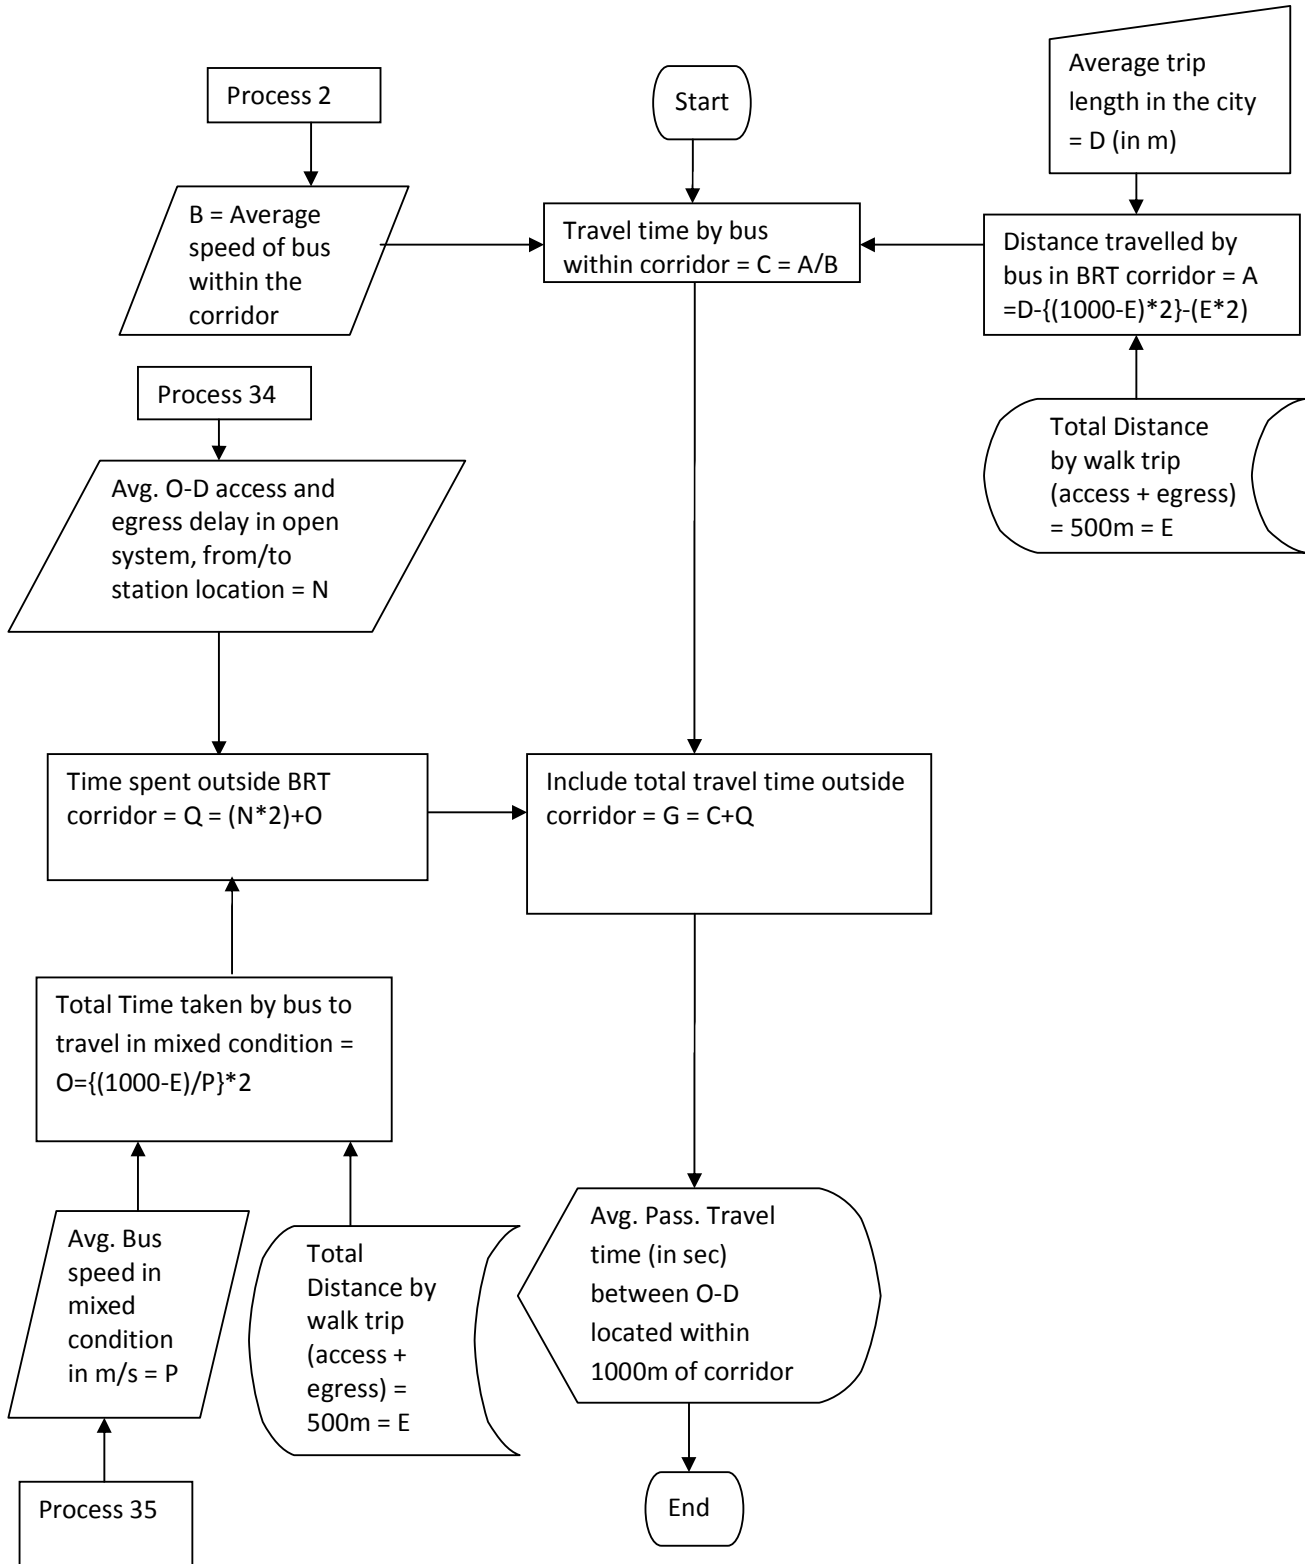 Process 2
Start
Average trip
length in the city
= D (in m)
B = Average
speed of bus
within the
corridor
Travel time by bus
within corridor = C = A/B
Distance travelled by
bus in BRT corridor = A
=D-{(1000-E)*2}-(E*2)
Process 34
Total Distance
by walk trip
(access + egress)
= 500m = E
Avg. O-D access and
egress delay in open
system, from/to
station location = N
Time spent outside BRT
corridor = Q = (N*2)+O
Include total travel time outside
corridor = G = C+Q
Total Time taken by bus to
travel in mixed condition =
O={(1000-E)/P}*2
Avg. Bus
speed in
mixed
condition
in m/s = P
Total
Distance by
walk trip
(access +
egress) =
500m = E
Avg. Pass. Travel
time (in sec)
between O-D
located within
1000m of corridor
Process 35
End